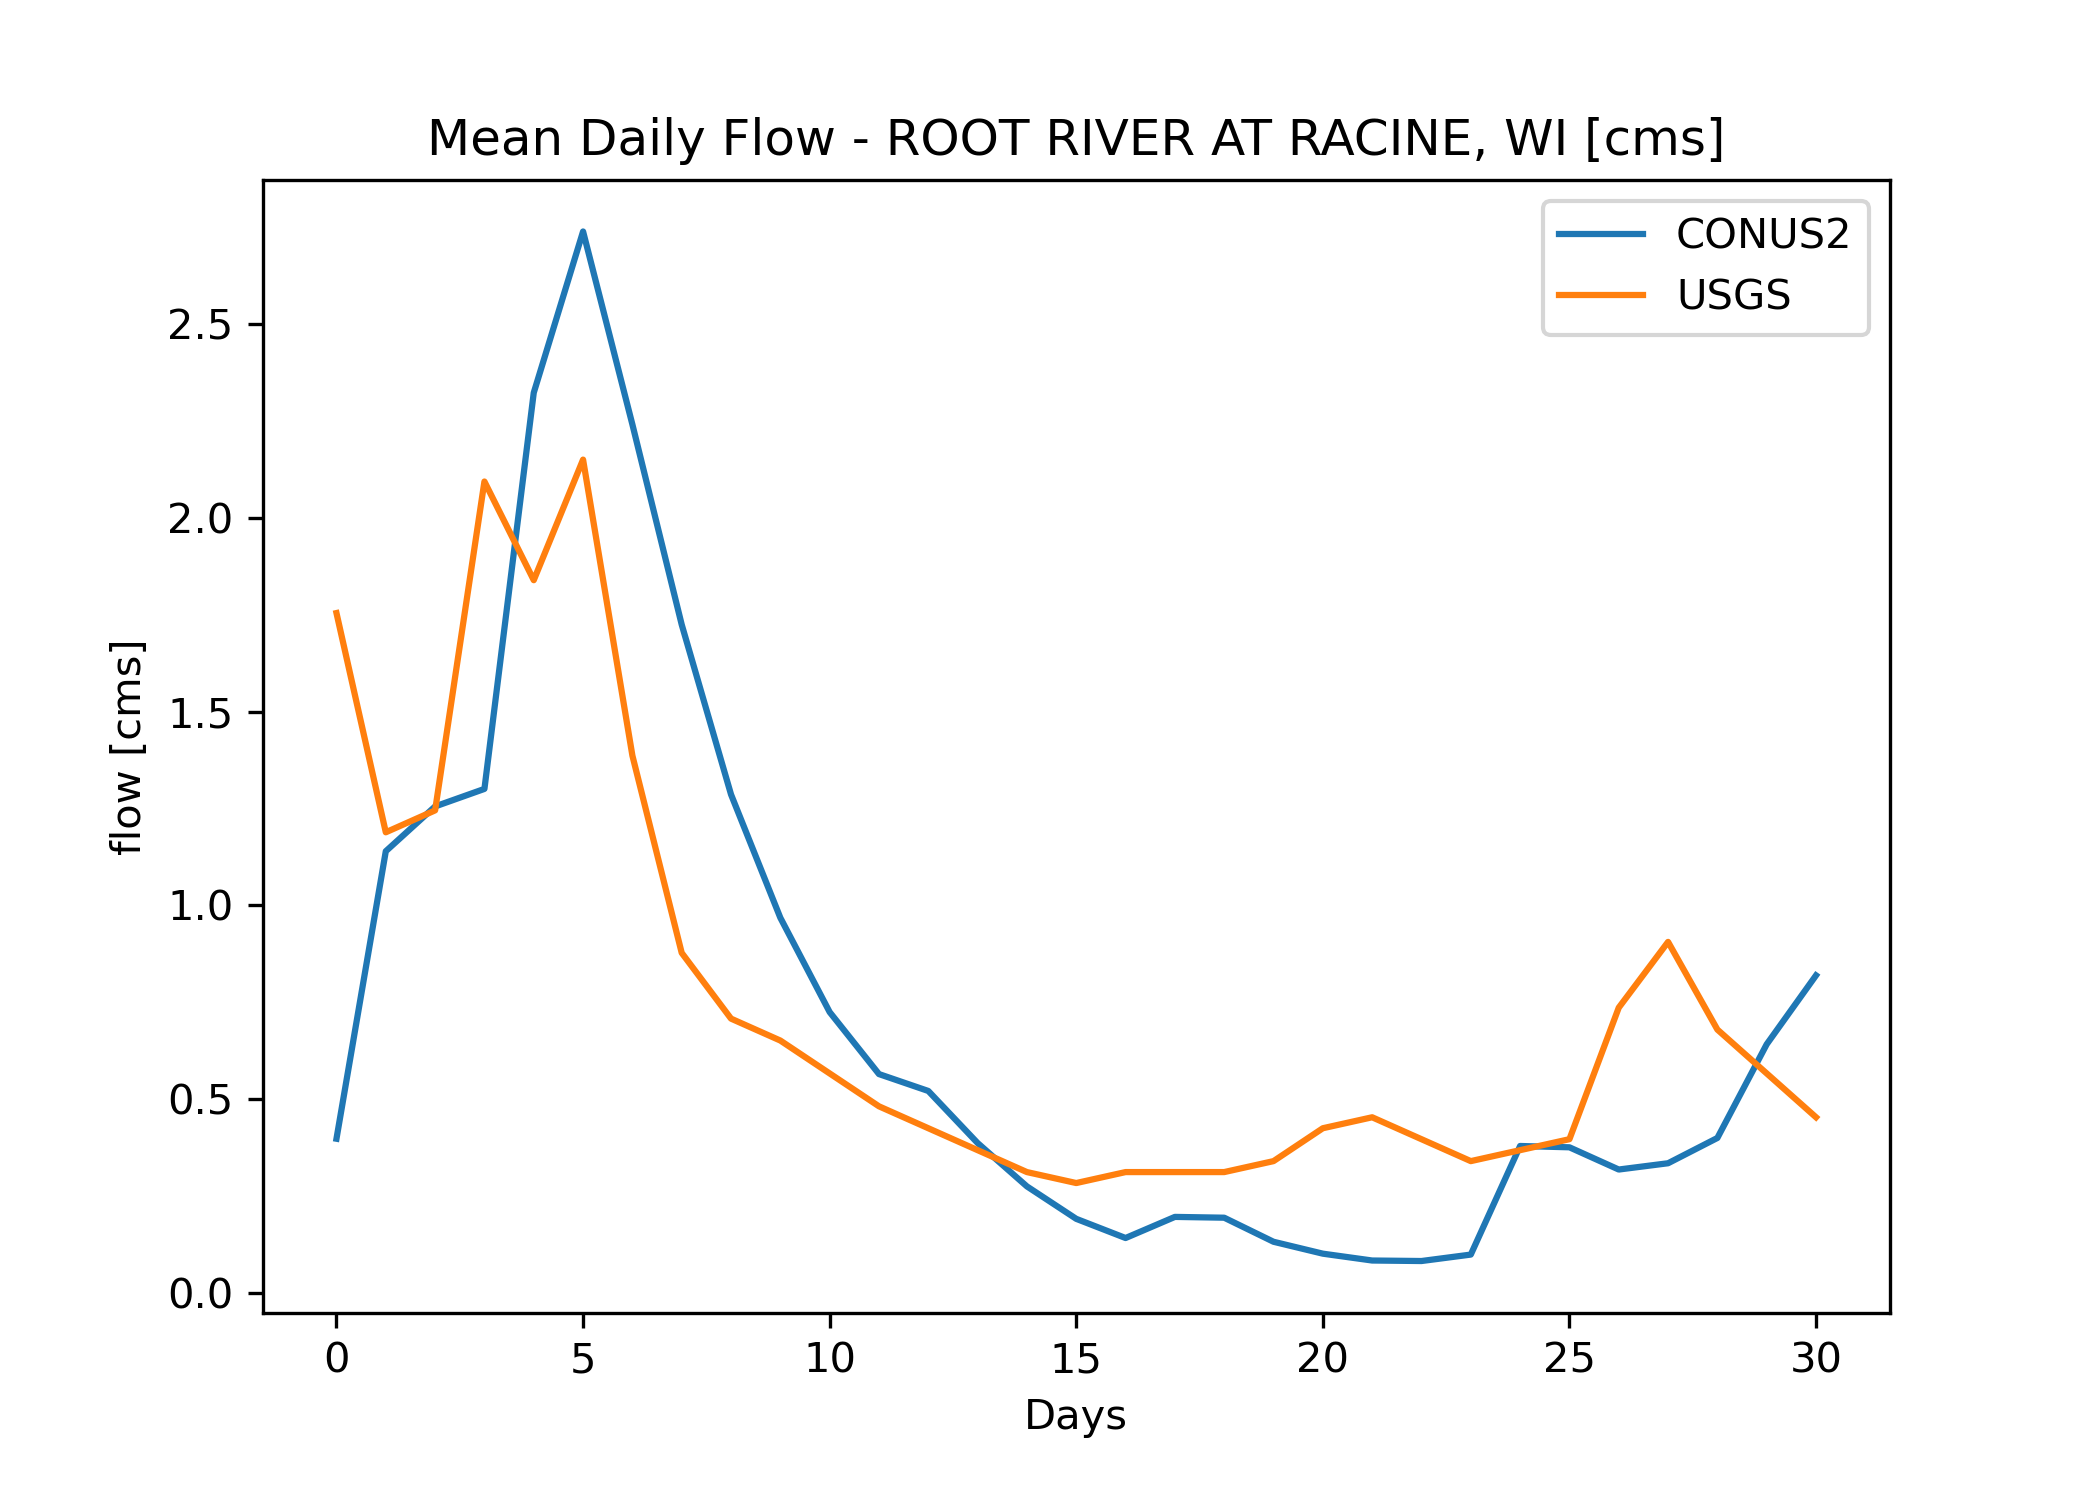 Mean Daily Flow - ROOT RIVER AT RACINE, WI [cms]
CONUS2
USGS
2.5
2.0
1.5
1.0
0.5
0.0
flow [cms]
0 5 10 15 20 25 30
Days